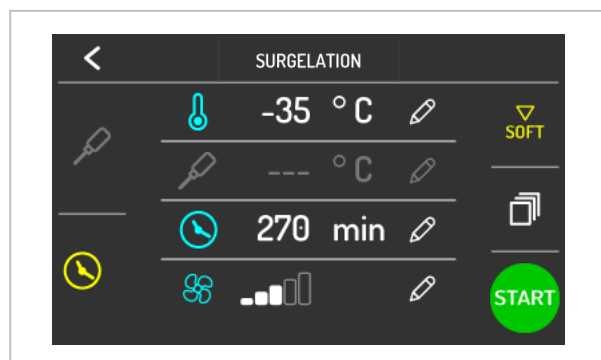 SURGELATION
-35 °C
SOFT
--- °C
270 min
START